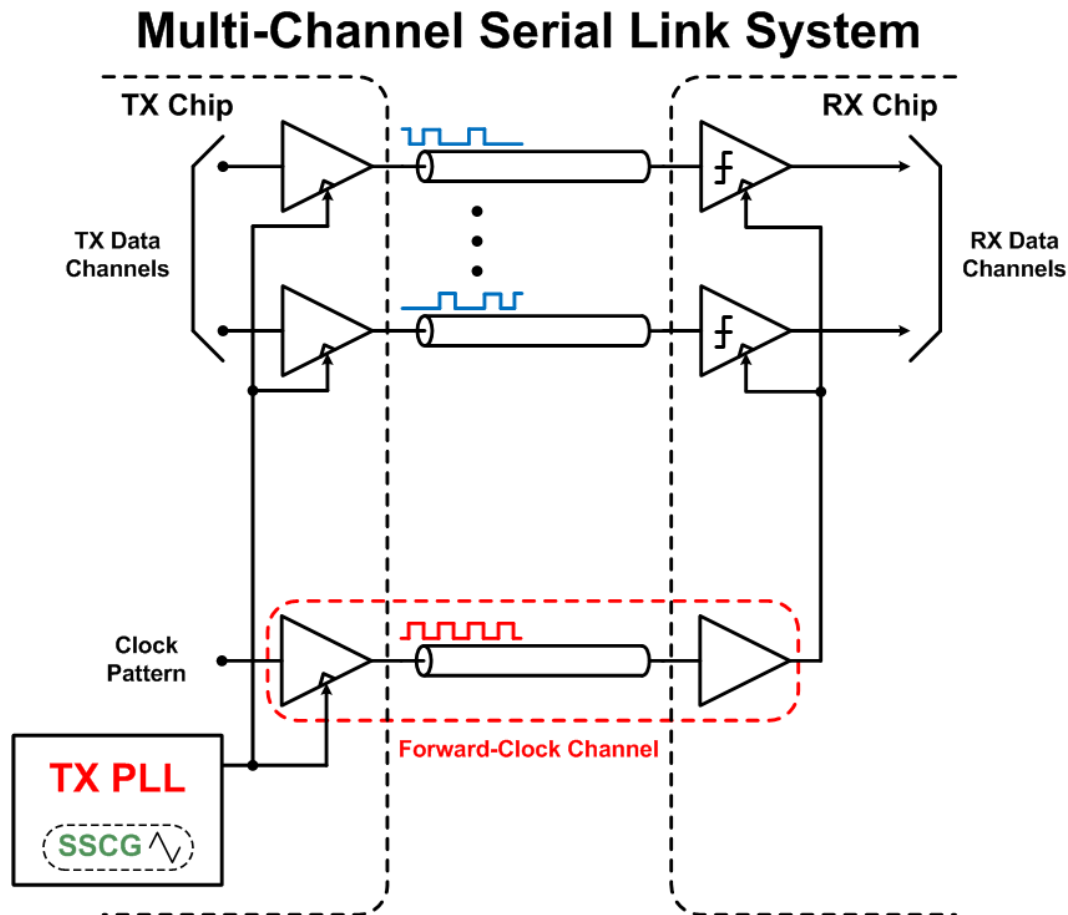 Multi-Channel Serial Link System
TX Chip
RX Chip
TX Data
Channels
RX Data
Channels
Clock
Pattern
Forward-Clock Channel
TX PLL
SSCG